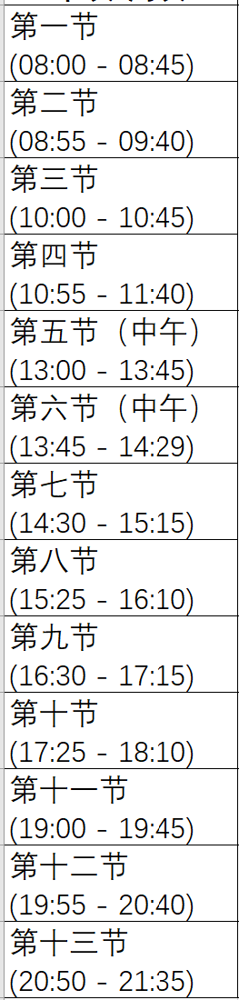 第一节
(08:00 - 08:45)
第二节
(08:55 - 09:40)
第三节
(10:00 - 10:45)
第四节
(10:55 - 11:40)
第五节（中午）
(13:00 - 13:45)
第六节（中午）
(13:45 - 14:29)
第七节
(14:30 - 15:15)
第八节
(15:25 - 16:10)
第九节
(16:30 - 17:15)
第十节
(17:25 - 18:10)
第十一节
(19:00 - 19:45)
第十二节
(19:55 - 20:40)
第十三节
(20:50 - 21:35)